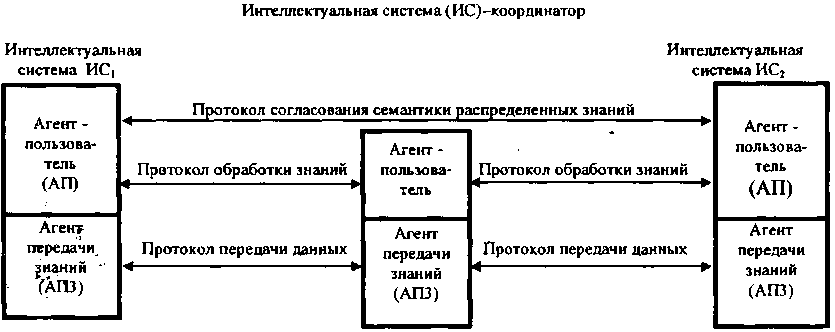 Интеллектуальная система (ИС)–координатор
Интеллектуальная
система ИС₁
Интеллектуальная
система ИС₂
Протокол согласования семантики распределенных знаний
Агент -
пользова-
тель
(АП)
Протокол обработки знаний
Агент -
пользова-
тель
Протокол обработки знаний
Агент -
пользова-
тель
(АП)
Агент
передачи
знаний
(АПЗ)
Протокол передачи данных
Агент
передачи
знаний
(АПЗ)
Протокол передачи данных
Агент
передачи
знаний
(АПЗ)